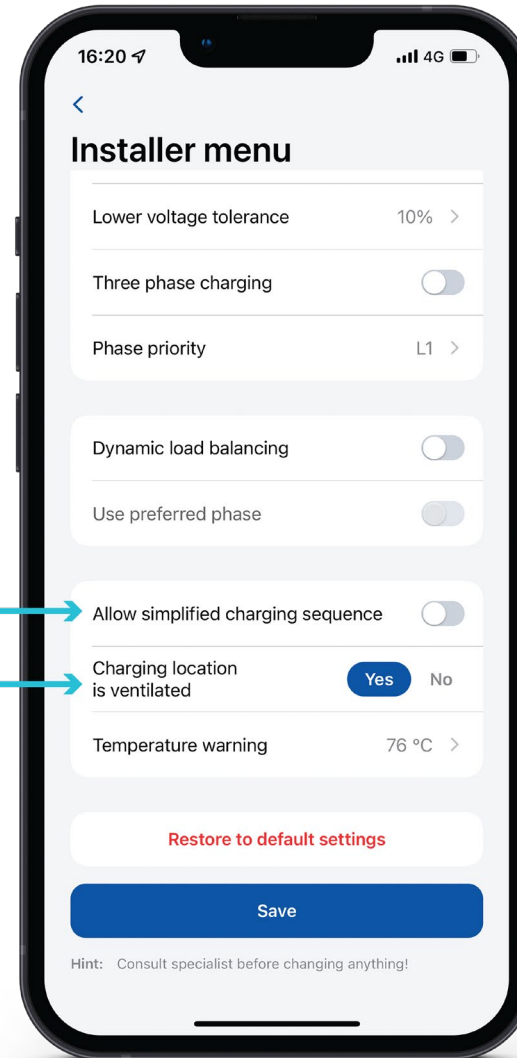 16:20
4G
Installer menu
Lower voltage tolerance 10%
Three phase charging
Phase priority L1
Dynamic load balancing
Use preferred phase
Allow simplified charging sequence
Charging location
is ventilated
Yes No
Temperature warning 76 °C
Restore to default settings
Save
Hint: Consult specialist before changing anything!